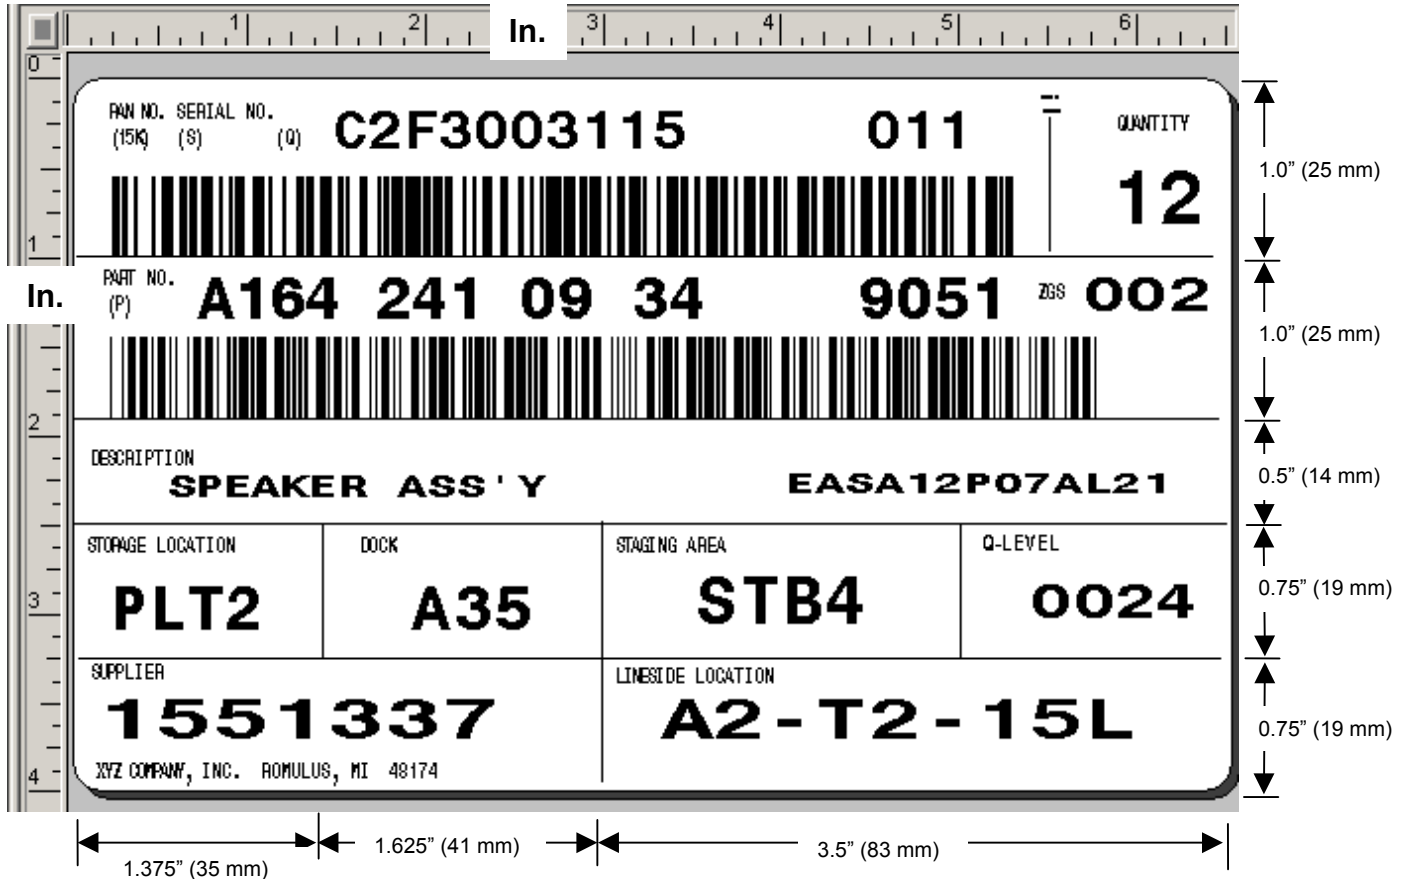 1 2 3 4 5 6
In.
0
PAN NO. SERIAL NO. C2F3003115 011 QUANTITY
(15K) (S) (Q)
12
1.0” (25 mm)
1
In.
PART NO. A164 241 09 34 9051 ZGS 002
(P)
1.0” (25 mm)
2
DESCRIPTION
SPEAKER ASS'Y EASA12P07AL21
0.5” (14 mm)
STORAGE LOCATION DOCK STAGING AREA Q-LEVEL
3
PLT2 A35 STB4 0024
0.75” (19 mm)
SUPPLIER LINESIDE LOCATION
1551337 A2-T2-15L
0.75” (19 mm)
4
XYZ COMPANY, INC. ROMULUS, MI 48174
1.375” (35 mm) 1.625” (41 mm) 3.5” (83 mm)